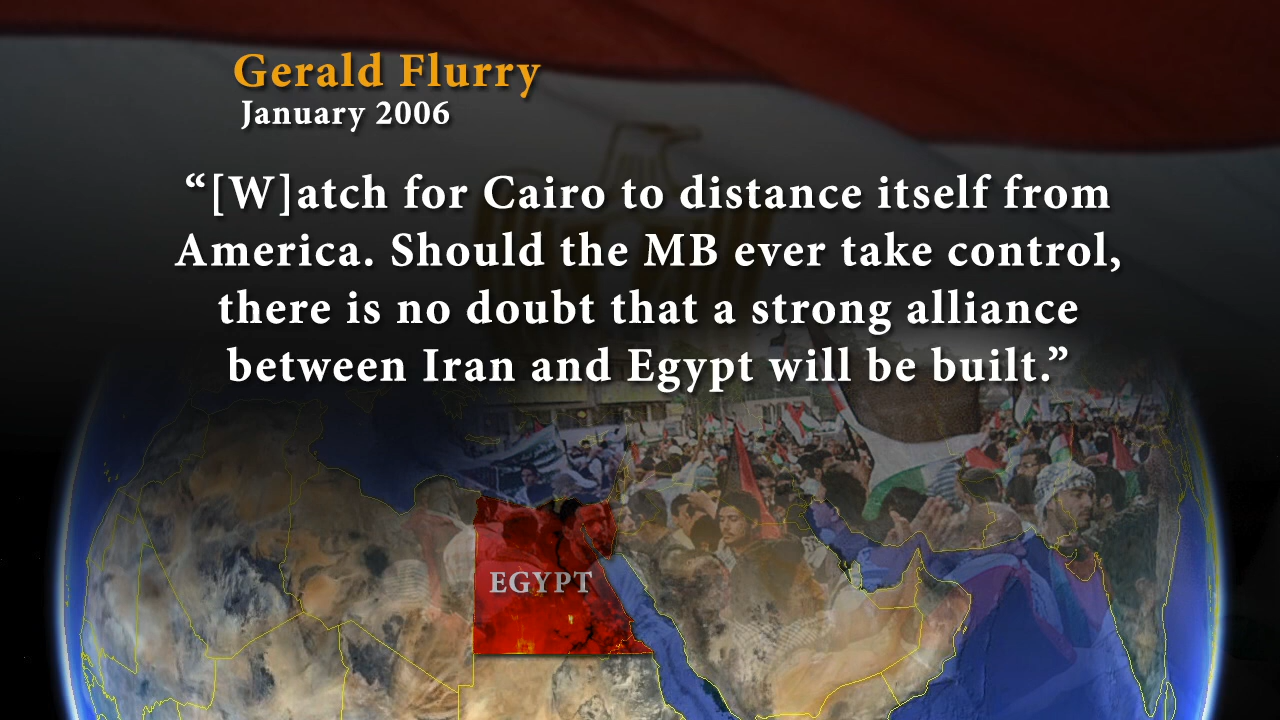 Gerald Flurry
January 2006
“[W]atch for Cairo to distance itself from
America. Should the MB ever take control,
there is no doubt that a strong alliance
between Iran and Egypt will be built.”
EGYPT